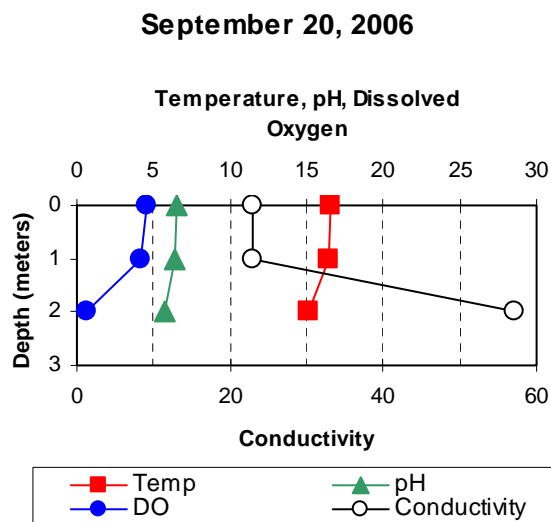 September 20, 2006
Temperature, pH, Dissolved
Oxygen
0 5 10 15 20 25 30
0
1
2
3
Depth (meters)
0 20 40 60
Conductivity
Temp pH
DO Conductivity